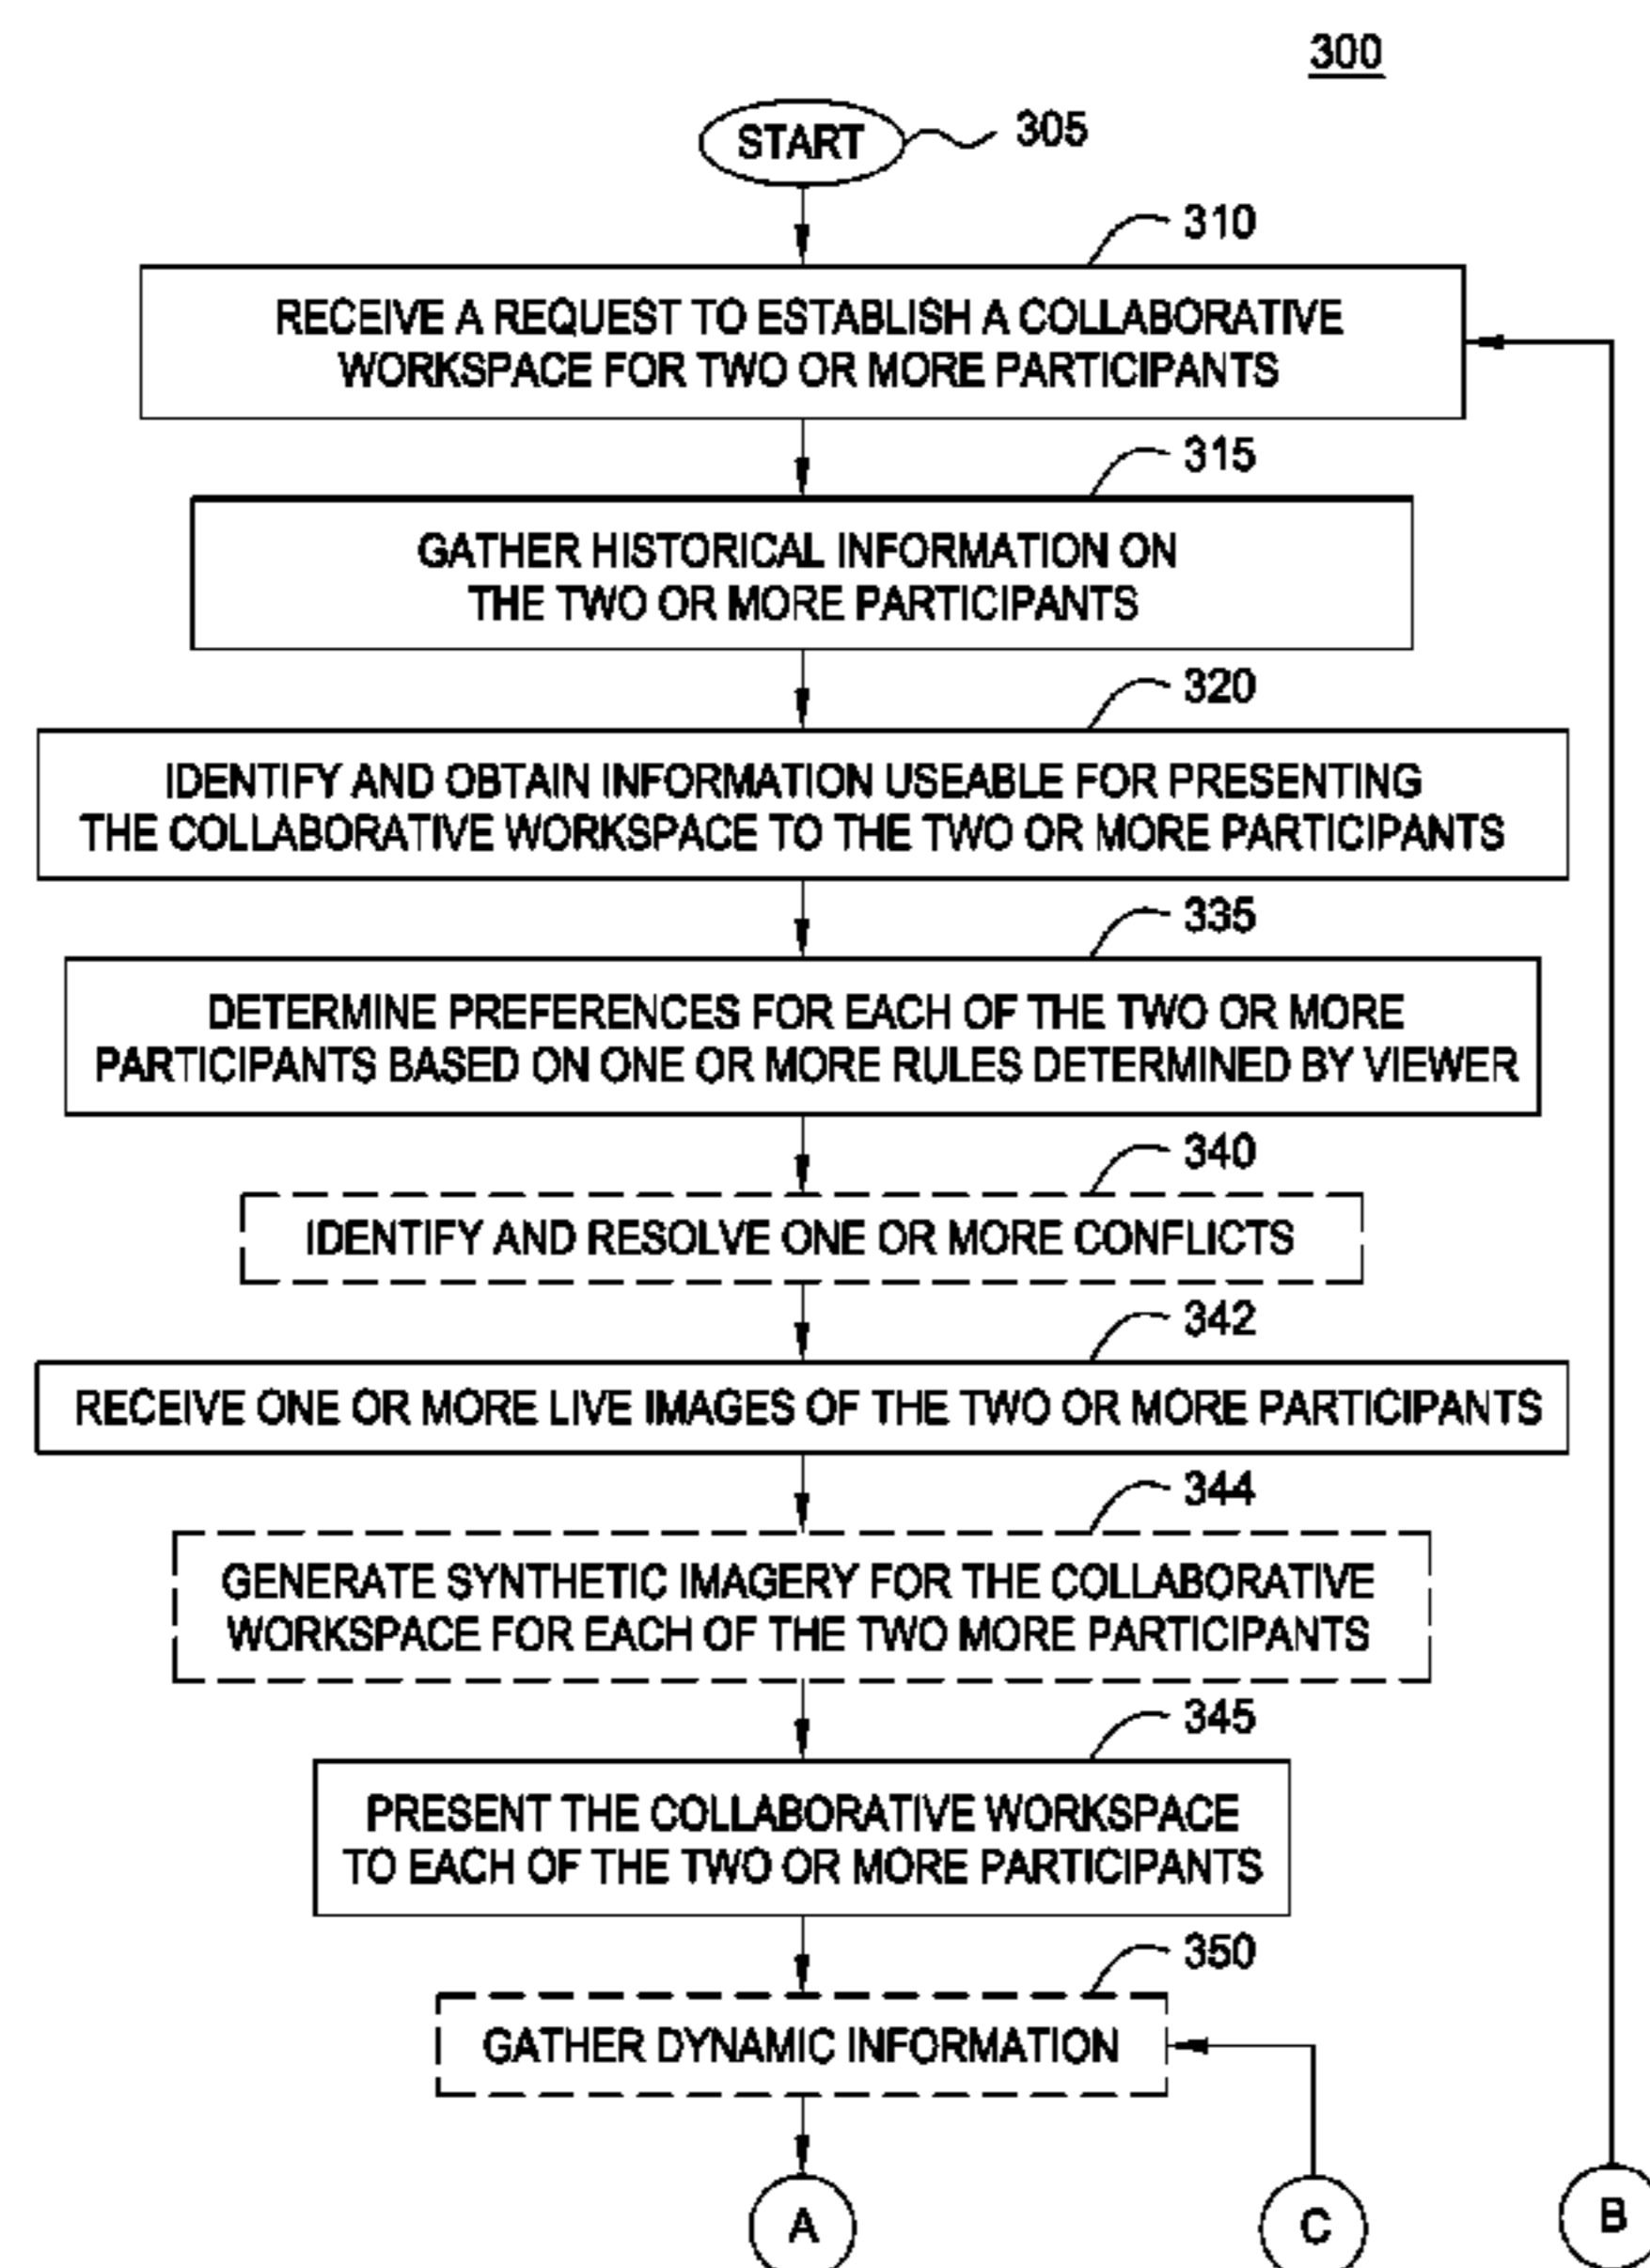 300
START
305
310
RECEIVE A REQUEST TO ESTABLISH A COLLABORATIVE
WORKSPACE FOR TWO OR MORE PARTICIPANTS
315
GATHER HISTORICAL INFORMATION ON
THE TWO OR MORE PARTICIPANTS
320
IDENTIFY AND OBTAIN INFORMATION USEABLE FOR PRESENTING
THE COLLABORATIVE WORKSPACE TO THE TWO OR MORE PARTICIPANTS
335
DETERMINE PREFERENCES FOR EACH OF THE TWO OR MORE
PARTICIPANTS BASED ON ONE OR MORE RULES DETERMINED BY VIEWER
340
IDENTIFY AND RESOLVE ONE OR MORE CONFLICTS
342
RECEIVE ONE OR MORE LIVE IMAGES OF THE TWO OR MORE PARTICIPANTS
344
GENERATE SYNTHETIC IMAGERY FOR THE COLLABORATIVE
WORKSPACE FOR EACH OF THE TWO MORE PARTICIPANTS
345
PRESENT THE COLLABORATIVE WORKSPACE
TO EACH OF THE TWO OR MORE PARTICIPANTS
350
GATHER DYNAMIC INFORMATION
A
C
B